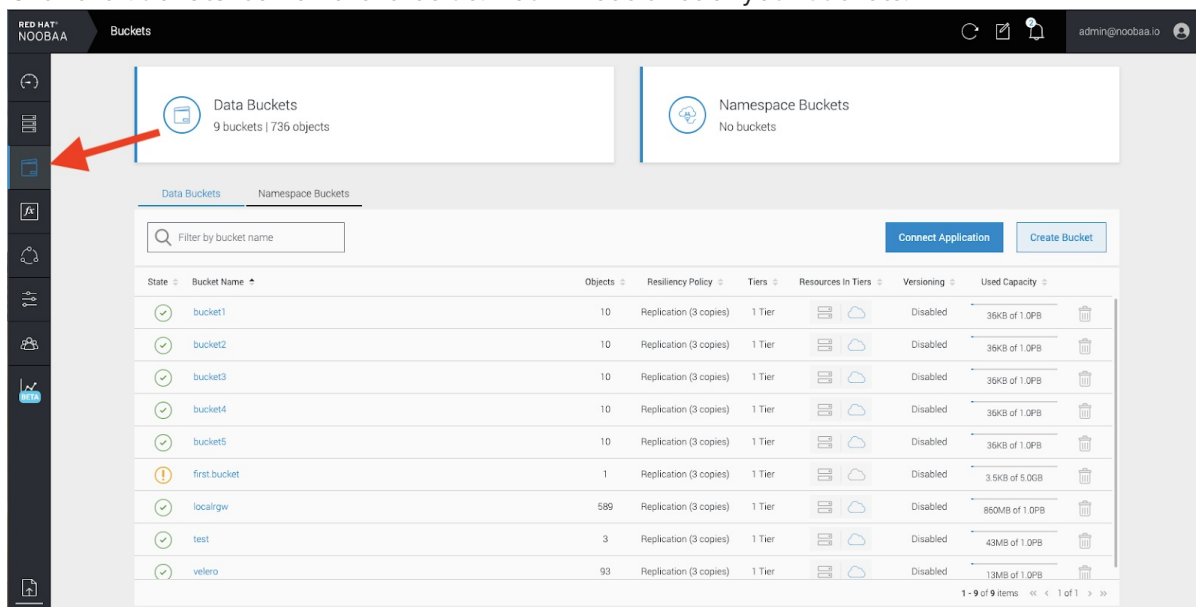 RED HAT®
NOOBAA
Buckets
2
admin@noobaa.io
Data Buckets
9 buckets | 736 objects
Namespace Buckets
No buckets
Data Buckets Namespace Buckets
Filter by bucket name
Connect Application
Create Bucket
State Bucket Name Objects Resiliency Policy Tiers Resources In Tiers Versioning Used Capacity
bucket1 10 Replication (3 copies) 1 Tier Disabled 36KB of 1.0PB
bucket2 10 Replication (3 copies) 1 Tier Disabled 36KB of 1.0PB
bucket3 10 Replication (3 copies) 1 Tier Disabled 36KB of 1.0PB
bucket4 10 Replication (3 copies) 1 Tier Disabled 36KB of 1.0PB
bucket5 10 Replication (3 copies) 1 Tier Disabled 36KB of 1.0PB
first.bucket 1 Replication (3 copies) 1 Tier Disabled 3.5KB of 5.0GB
localrgw 589 Replication (3 copies) 1 Tier Disabled 860MB of 1.0PB
test 3 Replication (3 copies) 1 Tier Disabled 43MB of 1.0PB
velero 93 Replication (3 copies) 1 Tier Disabled 13MB of 1.0PB
fx
BETA
1 - 9 of 9 items << < 1 of 1 > >>